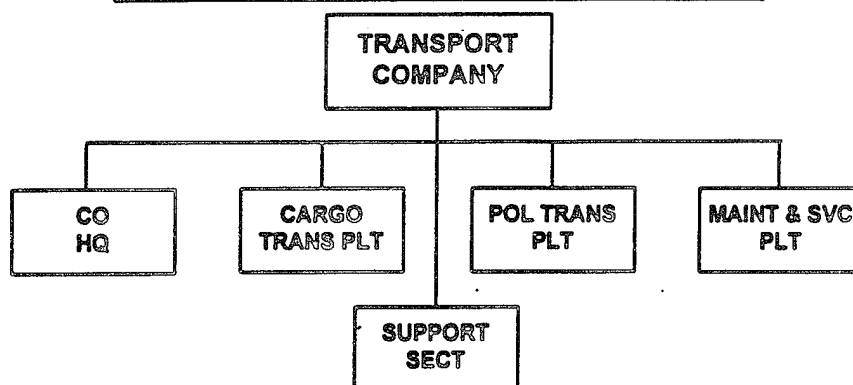 TRANSPORT
COMPANY
CO
HQ
CARGO
TRANS PLT
POL TRANS
PLT
MAINT & SVC
PLT
SUPPORT
SECT